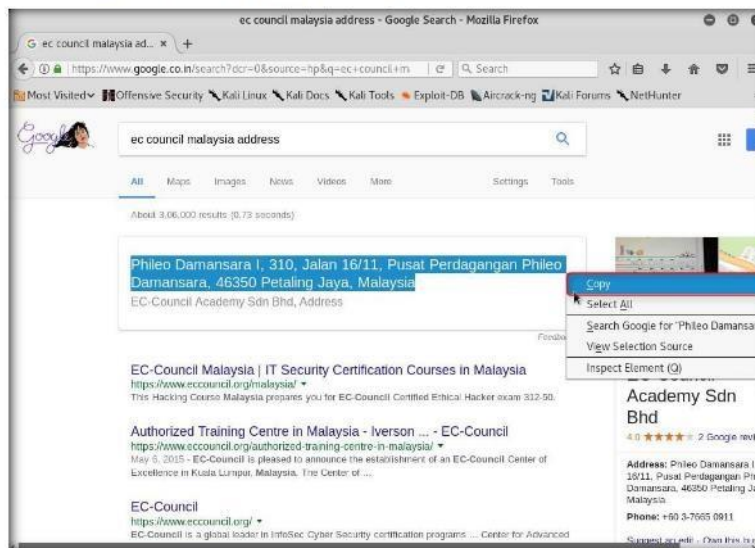 ec council malaysia address - Google Search - Mozilla Firefox
G ec council malaysia ad... × +
https://www.google.co.in/search?dcr=0&source=hp&q=ec+council+m
Search
Most Visited Offensive Security Kali Linux Kali Docs Kali Tools Exploit-DB Aircrack-ng Kali Forums NetHunter
Google
ec council malaysia address
All Maps Images News Videos More Settings Tools
About 3,06,000 results (0.73 seconds)
Phileo Damansara I, 310, Jalan 16/11, Pusat Perdagangan Phileo
Damansara, 46350 Petaling Jaya, Malaysia
EC-Council Academy Sdn Bhd, Address
Copy
Select All
Search Google for "Phileo Damansa
View Selection Source
Inspect Element (Q)
EC-Council Malaysia | IT Security Certification Courses in Malaysia
https://www.eccouncil.org/malaysia/
This Hacking Course Malaysia prepares you for EC-Council Certified Ethical Hacker exam 312-50.
Authorized Training Centre in Malaysia - Iverson ... - EC-Council
https://www.eccouncil.org/authorized-training-centre-in-malaysia/
May 6, 2015 - EC-Council is pleased to announce the establishment of an EC-Council Center of
Excellence in Kuala Lumpur, Malaysia. The Center of ...
EC-Council
https://www.eccouncil.org/
EC-Council is a global leader in InfoSec Cyber Security certification programs ... Center for Advanced
Academy Sdn
Bhd
4.0 ★★★★ 2 Google revi
Address: Phileo Damansara I
16/11, Pusat Perdagangan Ph
Damansara, 46350 Petaling Ja
Malaysia
Phone: +60 3-7665 0911
Suggest an edit - Own this bu